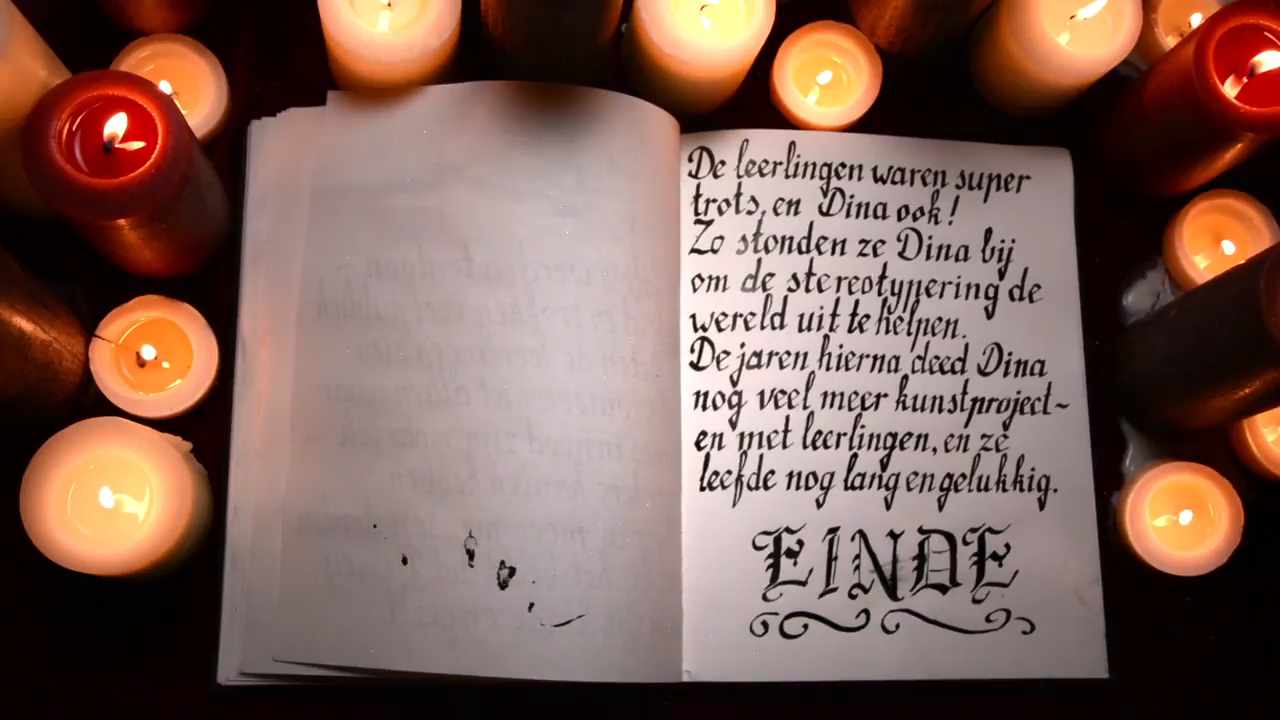 De leerlingen waren super
trots, en Dina ook!
Zo stonden ze Dina bij
om de stereotypering de
wereld uit te helpen.
De jaren hierna deed Dina
nog veel meer kunstproject~
en met leerlingen, en ze
leefde nog lang en gelukkig.
EINDE